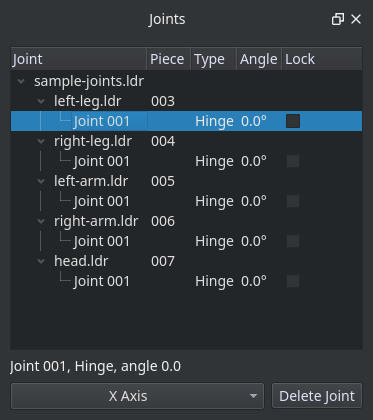 Joints
Joint Piece Type Angle Lock
sample-joints.ldr
left-leg.ldr 003
Joint 001 Hinge 0.0°
right-leg.ldr 004
Joint 001 Hinge 0.0°
left-arm.ldr 005
Joint 001 Hinge 0.0°
right-arm.ldr 006
Joint 001 Hinge 0.0°
head.ldr 007
Joint 001 Hinge 0.0°
Joint 001, Hinge, angle 0.0
X Axis Delete Joint